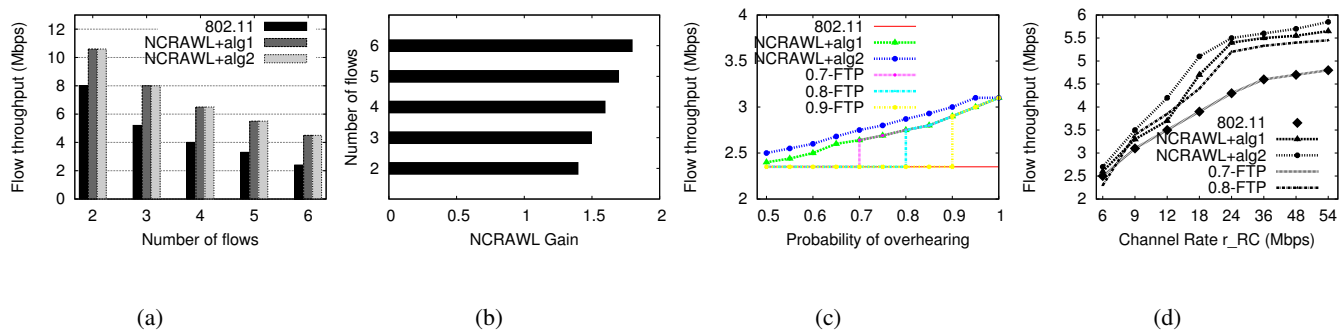 Flow throughput (Mbps)
12
10
8
6
4
2
0
802.11
NCRAWL+alg1
NCRAWL+alg2
2 3 4 5 6
Number of flows
(a)
Number of flows
6
5
4
3
2
0 0.5 1 1.5 2
NCRAWL Gain
(b)
Flow throughput (Mbps)
4
3.5
3
2.5
2
802.11
NCRAWL+alg1
NCRAWL+alg2
0.7-FTP
0.8-FTP
0.9-FTP
0.5 0.6 0.7 0.8 0.9 1
Probability of overhearing
(c)
Flow throughput (Mbps)
6
5.5
5
4.5
4
3.5
3
2.5
2
802.11
NCRAWL+alg1
NCRAWL+alg2
0.7-FTP
0.8-FTP
6 9 12 18 24 36 48 54
Channel Rate r_RC (Mbps)
(d)